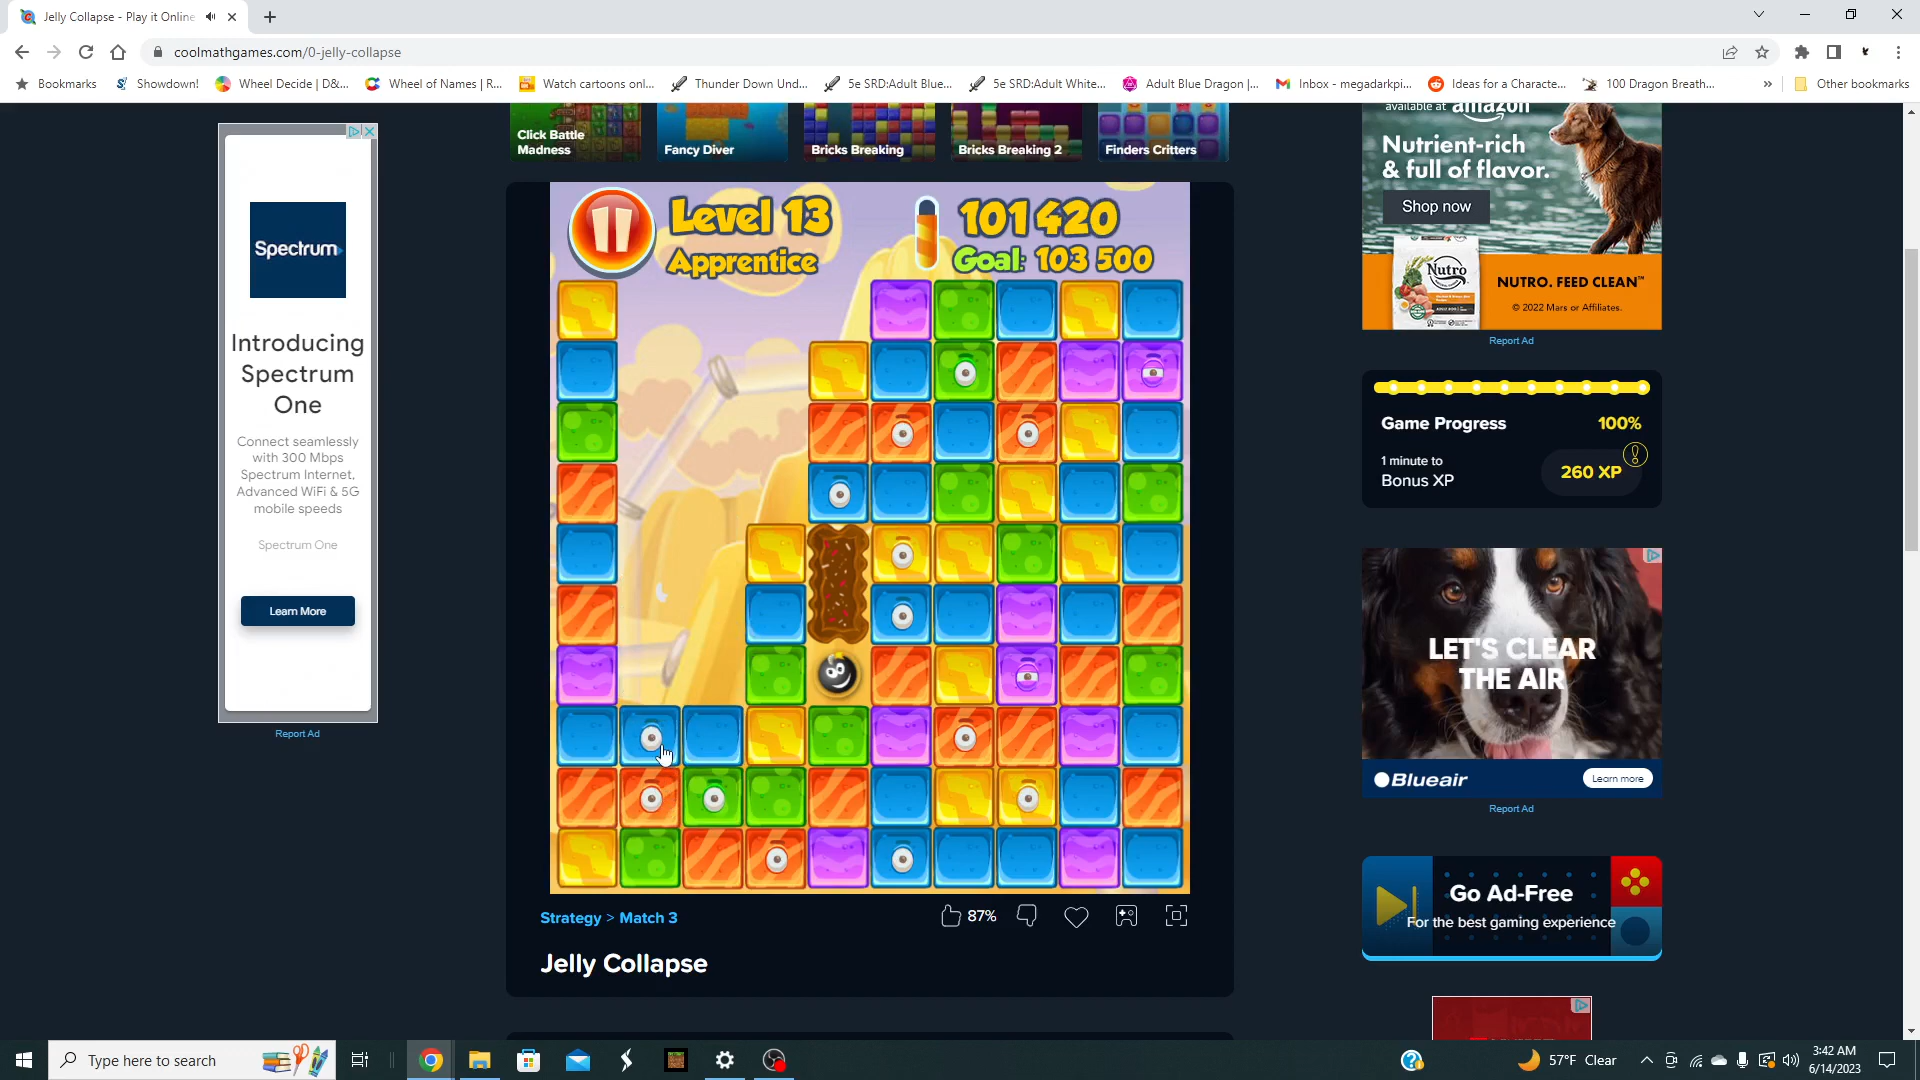 Jelly Collapse - Play it Online
coolmathgames.com/0-jelly-collapse
Bookmarks
Showdown!
Wheel Decide | D&...
Wheel of Names | R...
Watch cartoons onl...
Thunder Down Und...
5e SRD:Adult Blue...
5e SRD:Adult White...
Adult Blue Dragon |...
Inbox - megadarkpi...
Ideas for a Characte...
100 Dragon Breath...
»
Other bookmarks
Click Battle
Madness
Fancy Diver
Bricks Breaking
Bricks Breaking 2
Finders Critters
Level 13
Apprentice
101 420
Goal: 103 500
Spectrum
Introducing
Spectrum
One
Connect seamlessly
with 300 Mbps
Spectrum Internet,
Advanced WiFi & 5G
mobile speeds
Spectrum One
Learn More
Report Ad
available at amazon
Nutrient-rich
& full of flavor.
Shop now
Nutro
NUTRO. FEED CLEAN™
© 2022 Mars or Affiliates.
Report Ad
Game Progress
100%
1 minute to
Bonus XP
260 XP
LET'S CLEAR
THE AIR
Blueair
Learn more
Report Ad
Go Ad-Free
For the best gaming experience
Strategy > Match 3
87%
Jelly Collapse
Type here to search
57°F Clear
3:42 AM
6/14/2023